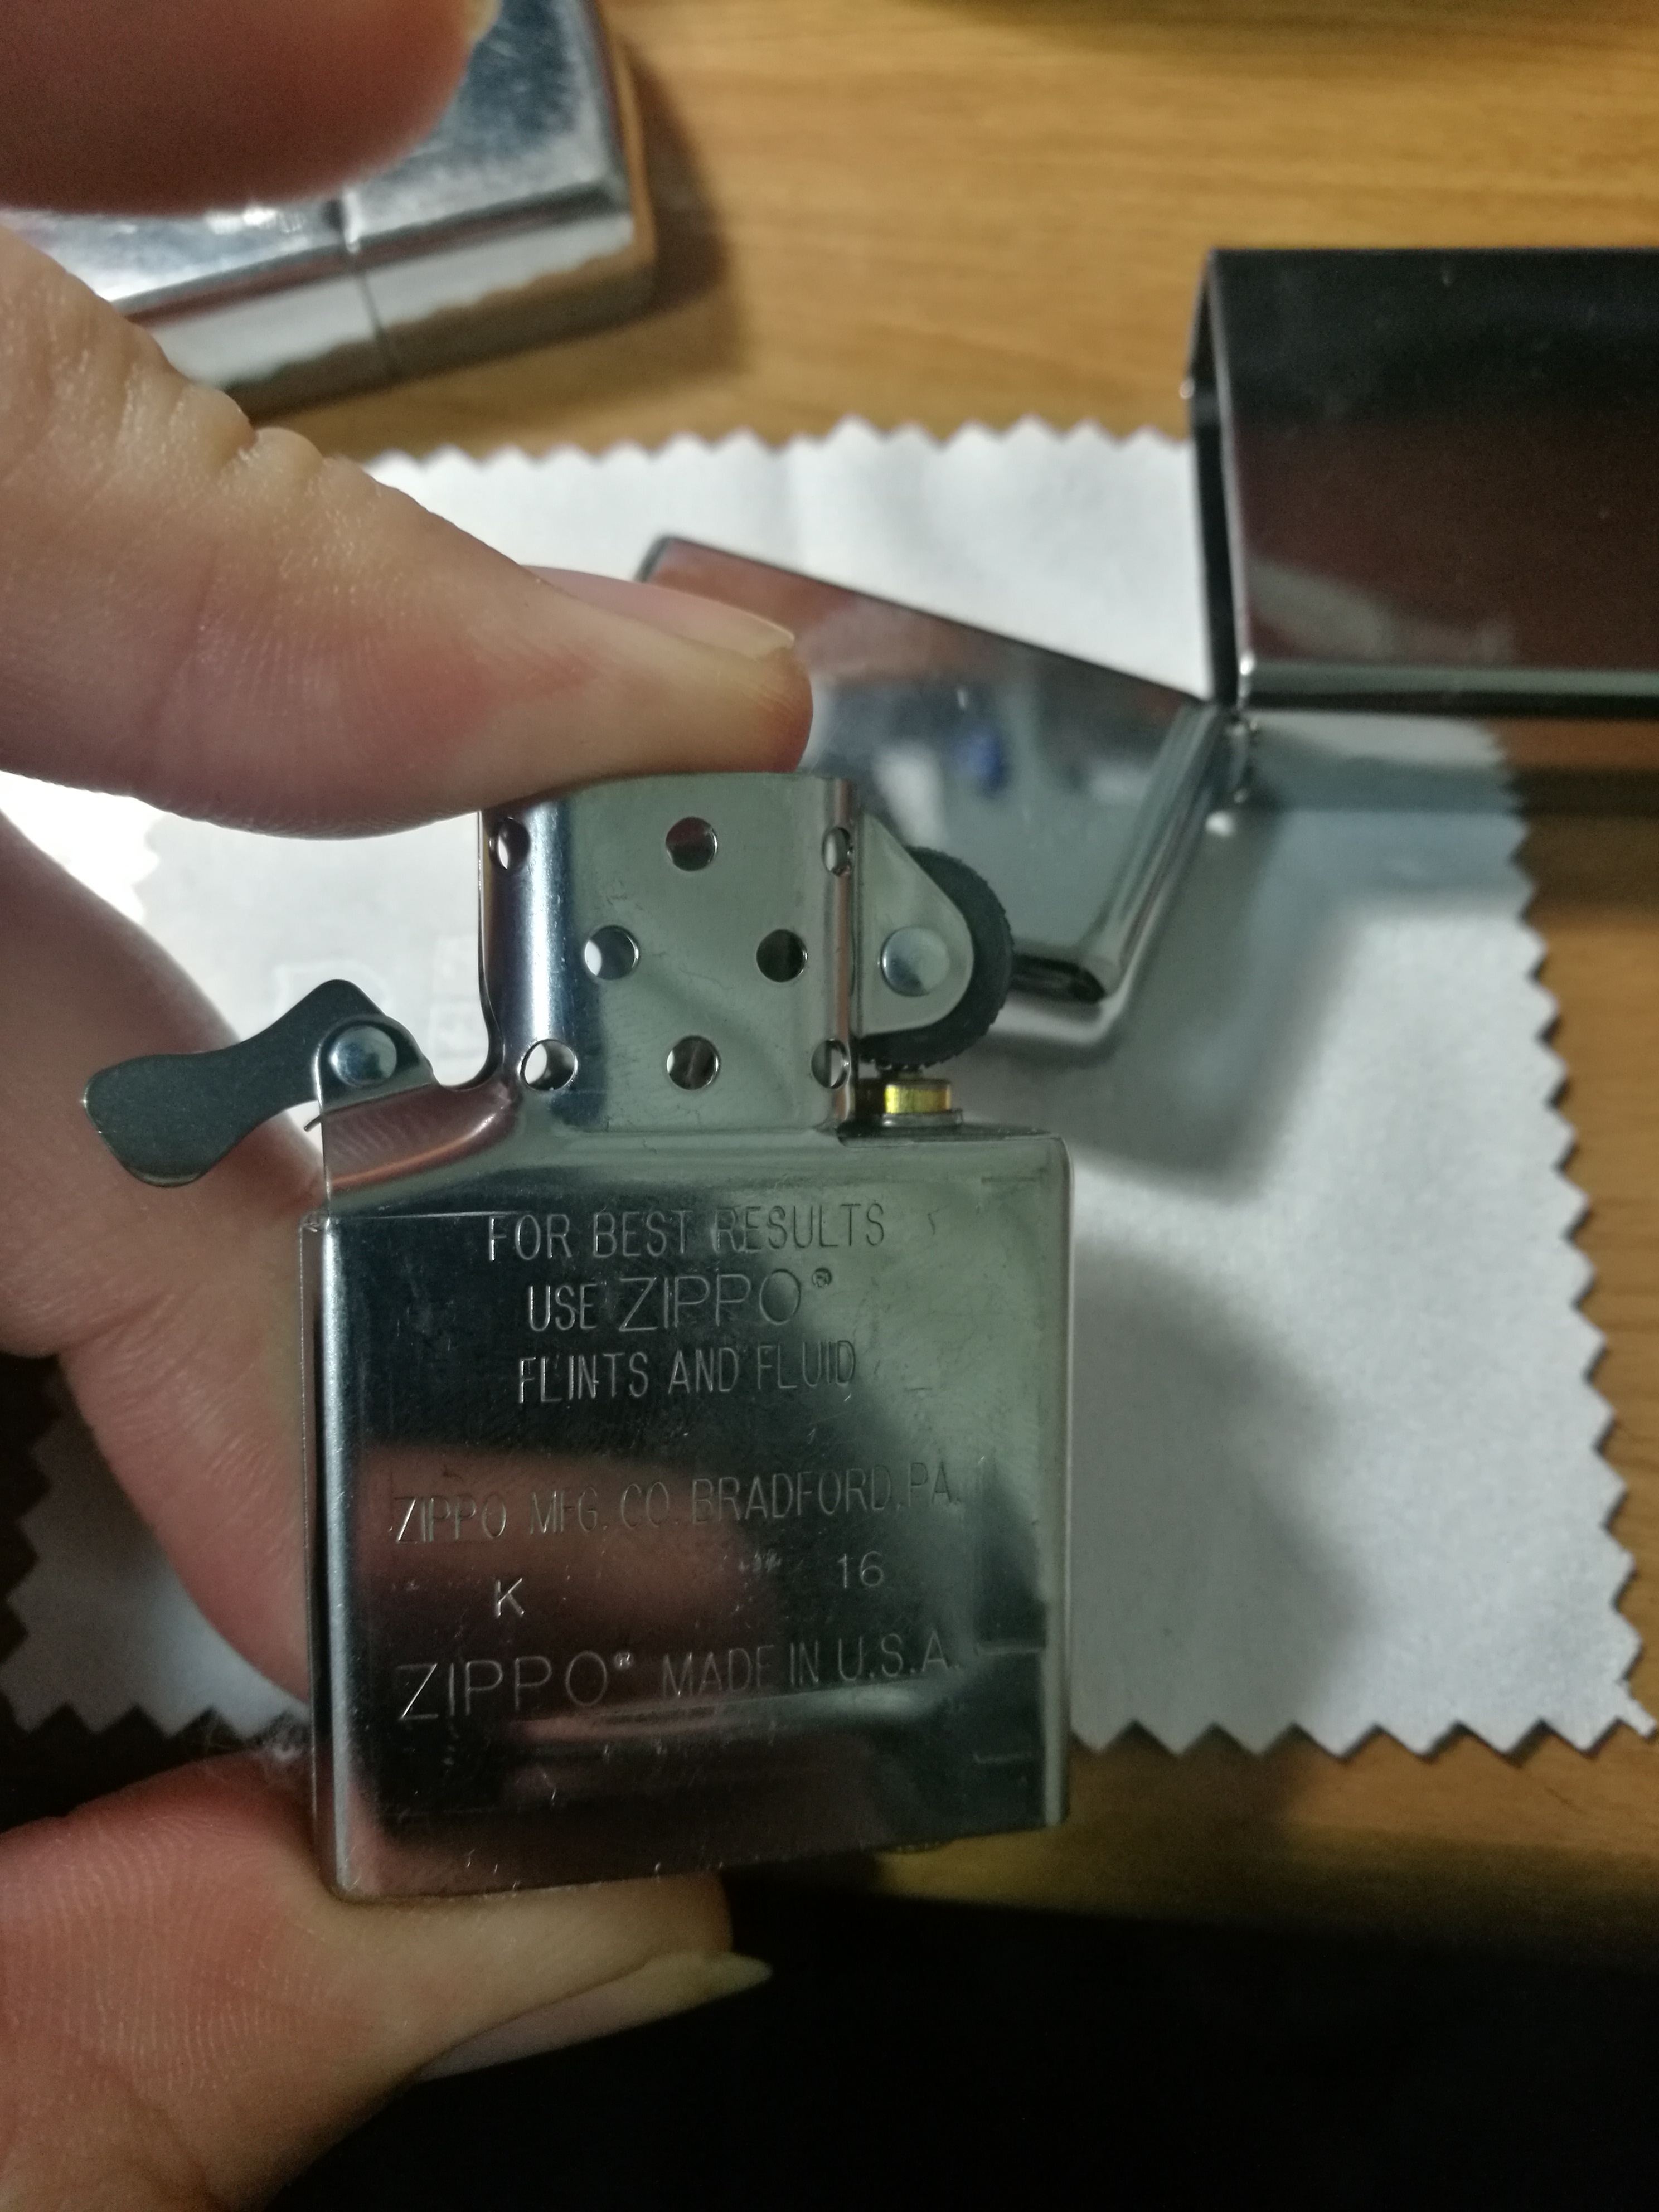 FOR BEST RESULTS
USE ZIPPO®
FLINTS AND FLUID
ZIPPO MFG. CO. BRADFORD, PA.
K 16
ZIPPO® MADE IN U.S.A.